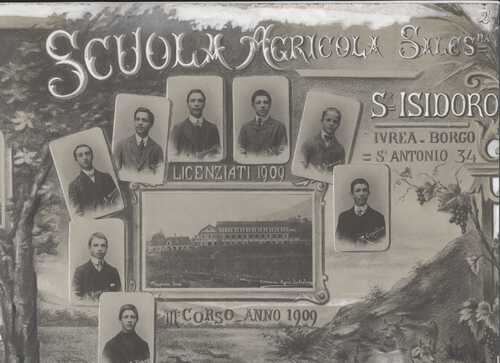 SCUOLA AGRICOLA SALES.NA
S. ISIDORO
IVREA - BORGO
= S. ANTONIO 34
LICENZIATI 1909
III CORSO - ANNO 1909